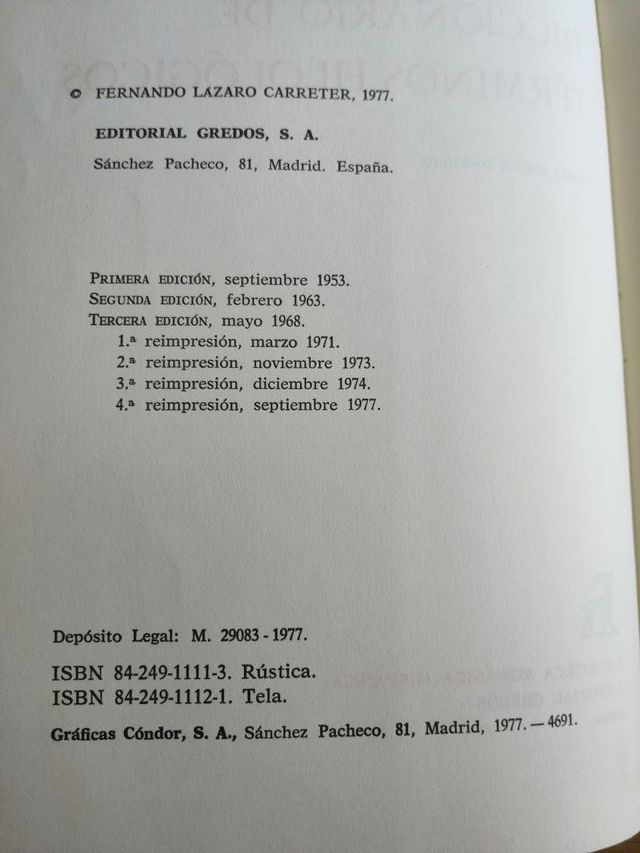 © FERNANDO LAZARO CARRETER, 1977.
EDITORIAL GREDOS, S. A.
Sánchez Pacheco, 81, Madrid. España.
PRIMERA EDICIÓN, septiembre 1953.
SEGUNDA EDICIÓN, febrero 1963.
TERCERA EDICIÓN, mayo 1968.
1.ª reimpresión, marzo 1971.
2.ª reimpresión, noviembre 1973.
3.ª reimpresión, diciembre 1974.
4.ª reimpresión, septiembre 1977.
Depósito Legal: M. 29083 - 1977.
ISBN 84-249-1111-3. Rústica.
ISBN 84-249-1112-1. Tela.
Gráficas Cóndor, S. A., Sánchez Pacheco, 81, Madrid, 1977. — 4691.